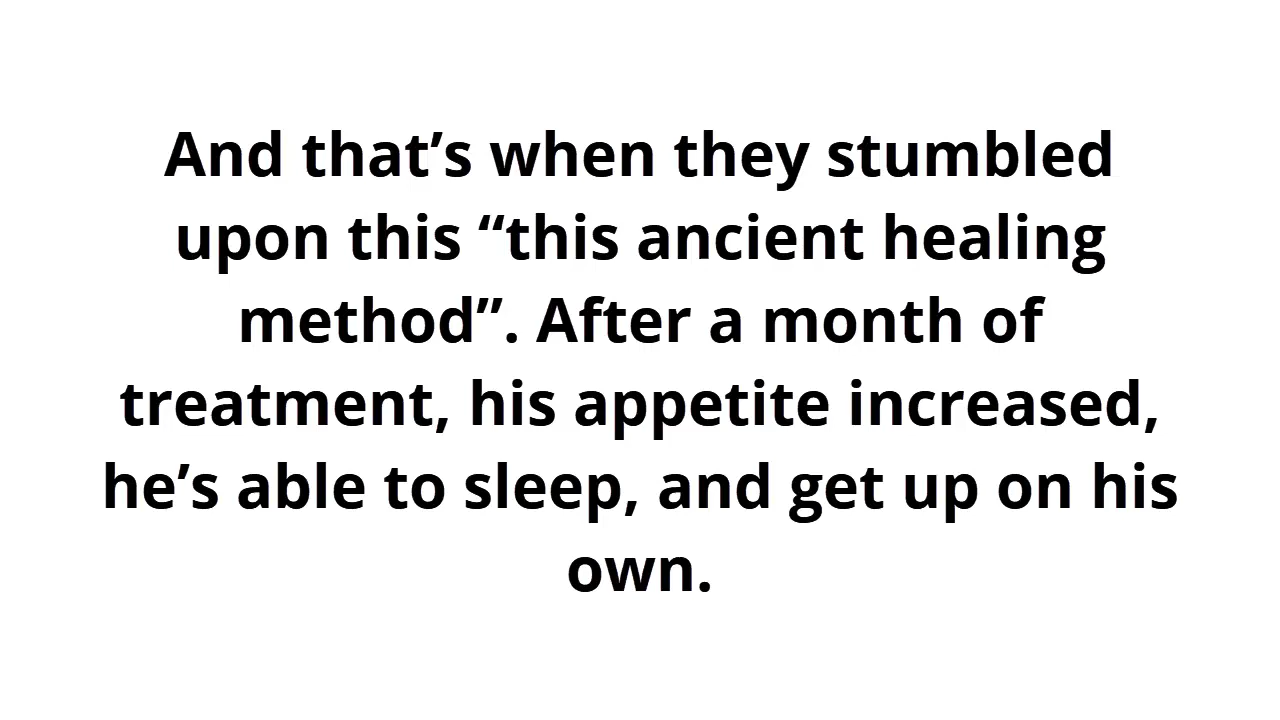 And that’s when they stumbled
upon this “this ancient healing
method”. After a month of
treatment, his appetite increased,
he’s able to sleep, and get up on his
own.